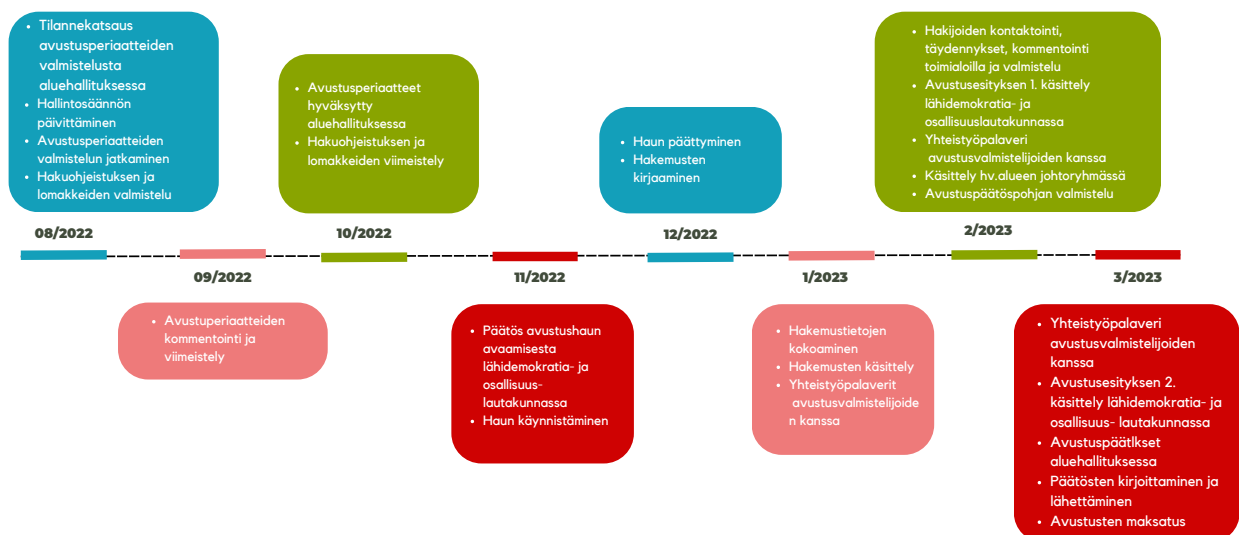 • Tilannekatsaus
avustusperiaatteiden
valmistelusta
aluehallituksessa
• Hallintosäännön
päivittäminen
• Avustusperiaatteiden
valmistelun jatkaminen
• Hakuohjeistuksen ja
lomakkeiden valmistelu
08/2022
09/2022
• Avustuperiaatteiden
kommentointi ja
viimeistely
• Avustusperiaatteet
hyväksytty
aluehallituksessa
• Hakuohjeistuksen ja
lomakkeiden viimeistely
10/2022
11/2022
• Päätös avustushaun
avaamisesta
lähidemokratia- ja
osallisuus-
lautakunnassa
• Haun käynnistäminen
• Haun päättyminen
• Hakemusten
kirjaaminen
12/2022
1/2023
• Hakemustietojen
kokoaminen
• Hakemusten käsittely
• Yhteistyöpalaverit
avustusvalmistelijoide
n kanssa
• Hakijoiden kontaktointi,
täydennykset, kommentointi
toimialoilla ja valmistelu
• Avustusesityksen 1. käsittely
lähidemokratia- ja
osallisuuslautakunnassa
• Yhteistyöpalaveri
avustusvalmistelijoiden kanssa
• Käsittely hv.alueen johtoryhmässä
• Avustuspäätöspohjan valmistelu
2/2023
3/2023
• Yhteistyöpalaveri
avustusvalmistelijoiden
kanssa
• Avustusesityksen 2.
käsittely lähidemokratia- ja
osallisuus- lautakunnassa
• Avustuspäätlkset
aluehallituksessa
• Päätösten kirjoittaminen ja
lähettäminen
• Avustusten maksatus